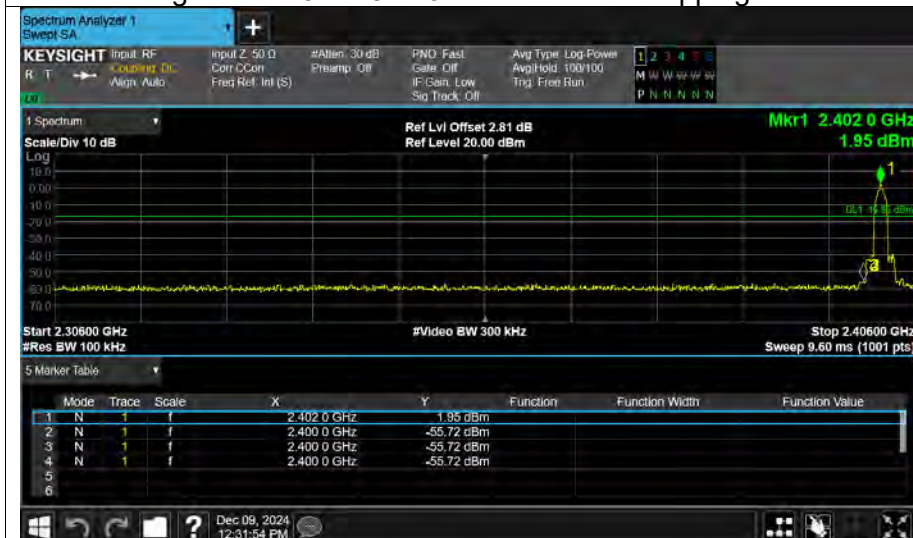 Spectrum Analyzer 1
Swept SA
KEYSIGHT Input: RF Input Z: 50 Ω #Atten: 30 dB PNO: Fast Avg Type: Log-Power 1 2 3 4 5 6
R T Coupling: DC Corr CCorr Preamp: Off Gate: Off Avg|Hold: 100/100 M W W W W W
Align: Auto Freq Ref: Int (S) IF Gain: Low Trig: Free Run P N N N N N
Sig Track: Off
1 Spectrum Ref Lvl Offset 2.81 dB Mkr1 2.402 0 GHz
Scale/Div 10 dB Ref Level 20.00 dBm 1.95 dBm
Log
10.0 1
0.00
-10.0
-20.0
-30.0
-40.0
-50.0
-60.0
-70.0
Start 2.30600 GHz #Video BW 300 kHz Stop 2.40600 GHz
#Res BW 100 kHz Sweep 9.60 ms (1001 pts)
5 Marker Table
Mode Trace Scale X Y Function Function Width Function Value
1 N 1 f 2.402 0 GHz 1.95 dBm
2 N 1 f 2.400 0 GHz -55.72 dBm
3 N 1 f 2.400 0 GHz -55.72 dBm
4 N 1 f 2.400 0 GHz -55.72 dBm
5
6
? Dec 09, 2024
12:31:54 PM